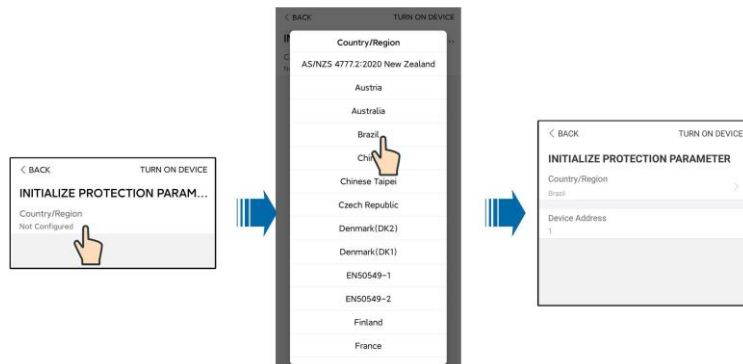 < BACK TURN ON DEVICE
INITIALIZE PROTECTION PARAM...
Country/Region
Not Configured
< BACK TURN ON DEVICE
Country/Region
AS/NZS 4777.2:2020 New Zealand
Austria
Australia
Brazil
Chin
Chinese Taipei
Czech Republic
Denmark(DK2)
Denmark(DK1)
EN50549-1
EN50549-2
Finland
France
< BACK TURN ON DEVICE
INITIALIZE PROTECTION PARAMETER
Country/Region
Brazil
Device Address
1